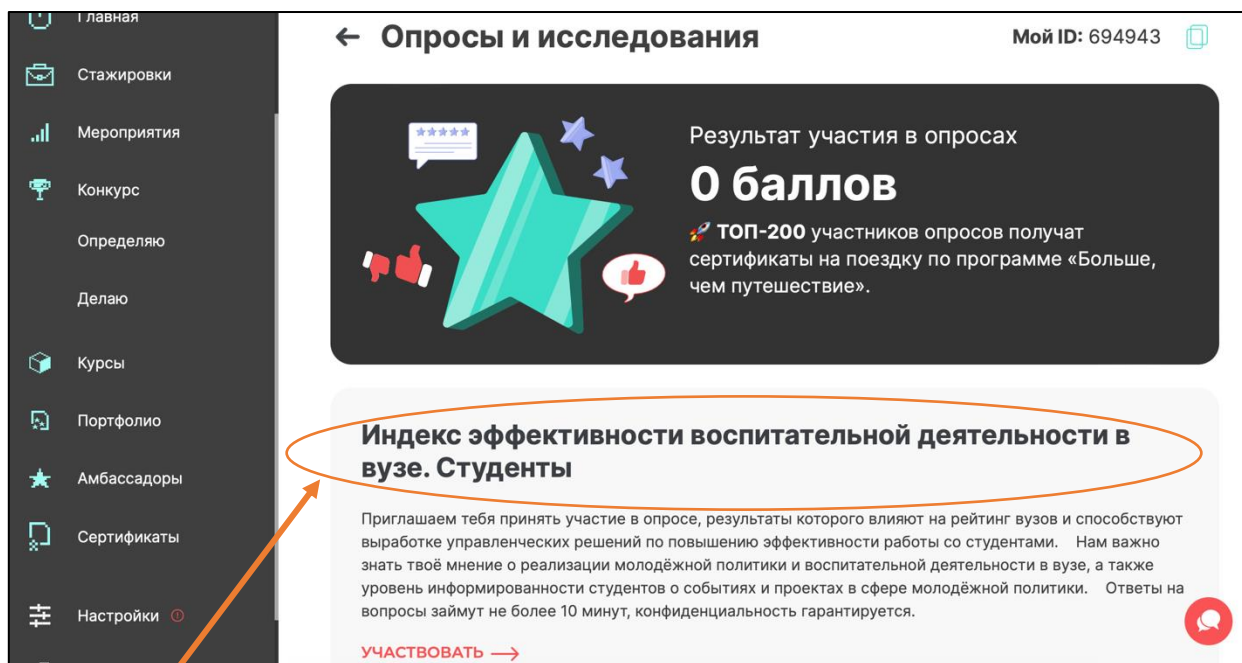 Главная
Стажировки
Мероприятия
Конкурс
Определяю
Делаю
Курсы
Портфолио
Амбассадоры
Сертификаты
Настройки
← Опросы и исследования
Мой ID: 694943
Результат участия в опросах
0 баллов
🚀 ТОП-200 участников опросов получат
сертификаты на поездку по программе «Больше,
чем путешествие».
Индекс эффективности воспитательной деятельности в
вузе. Студенты
Приглашаем тебя принять участие в опросе, результаты которого влияют на рейтинг вузов и способствуют
выработке управленческих решений по повышению эффективности работы со студентами. Нам важно
знать твоё мнение о реализации молодёжной политики и воспитательной деятельности в вузе, а также
уровень информированности студентов о событиях и проектах в сфере молодёжной политики. Ответы на
вопросы займут не более 10 минут, конфиденциальность гарантируется.
УЧАСТВОВАТЬ →